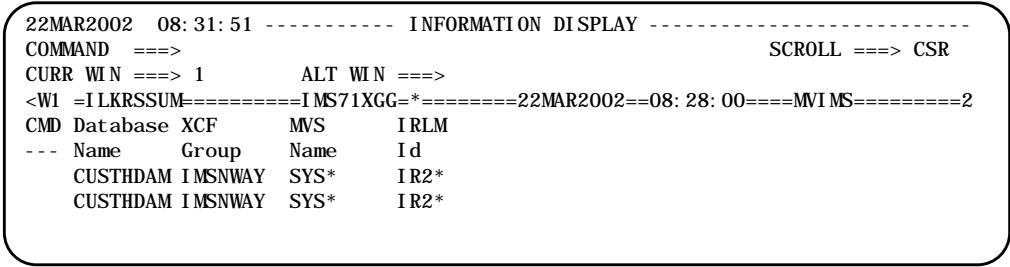 22MAR2002  08:31:51 ----------- INFORMATION DISPLAY ---------------------------
COMMAND  ===>                                                 SCROLL ===> CSR
CURR WIN ===> 1         ALT WIN ===>
<W1 =ILKRSSUM==========IMS71XGG=*========22MAR2002==08:28:00====MVIMS=========2
CMD Database XCF      MVS      IRLM
--- Name     Group    Name     Id
    CUSTHDAM IMSNWAY  SYS*     IR2*
    CUSTHDAM IMSNWAY  SYS*     IR2*